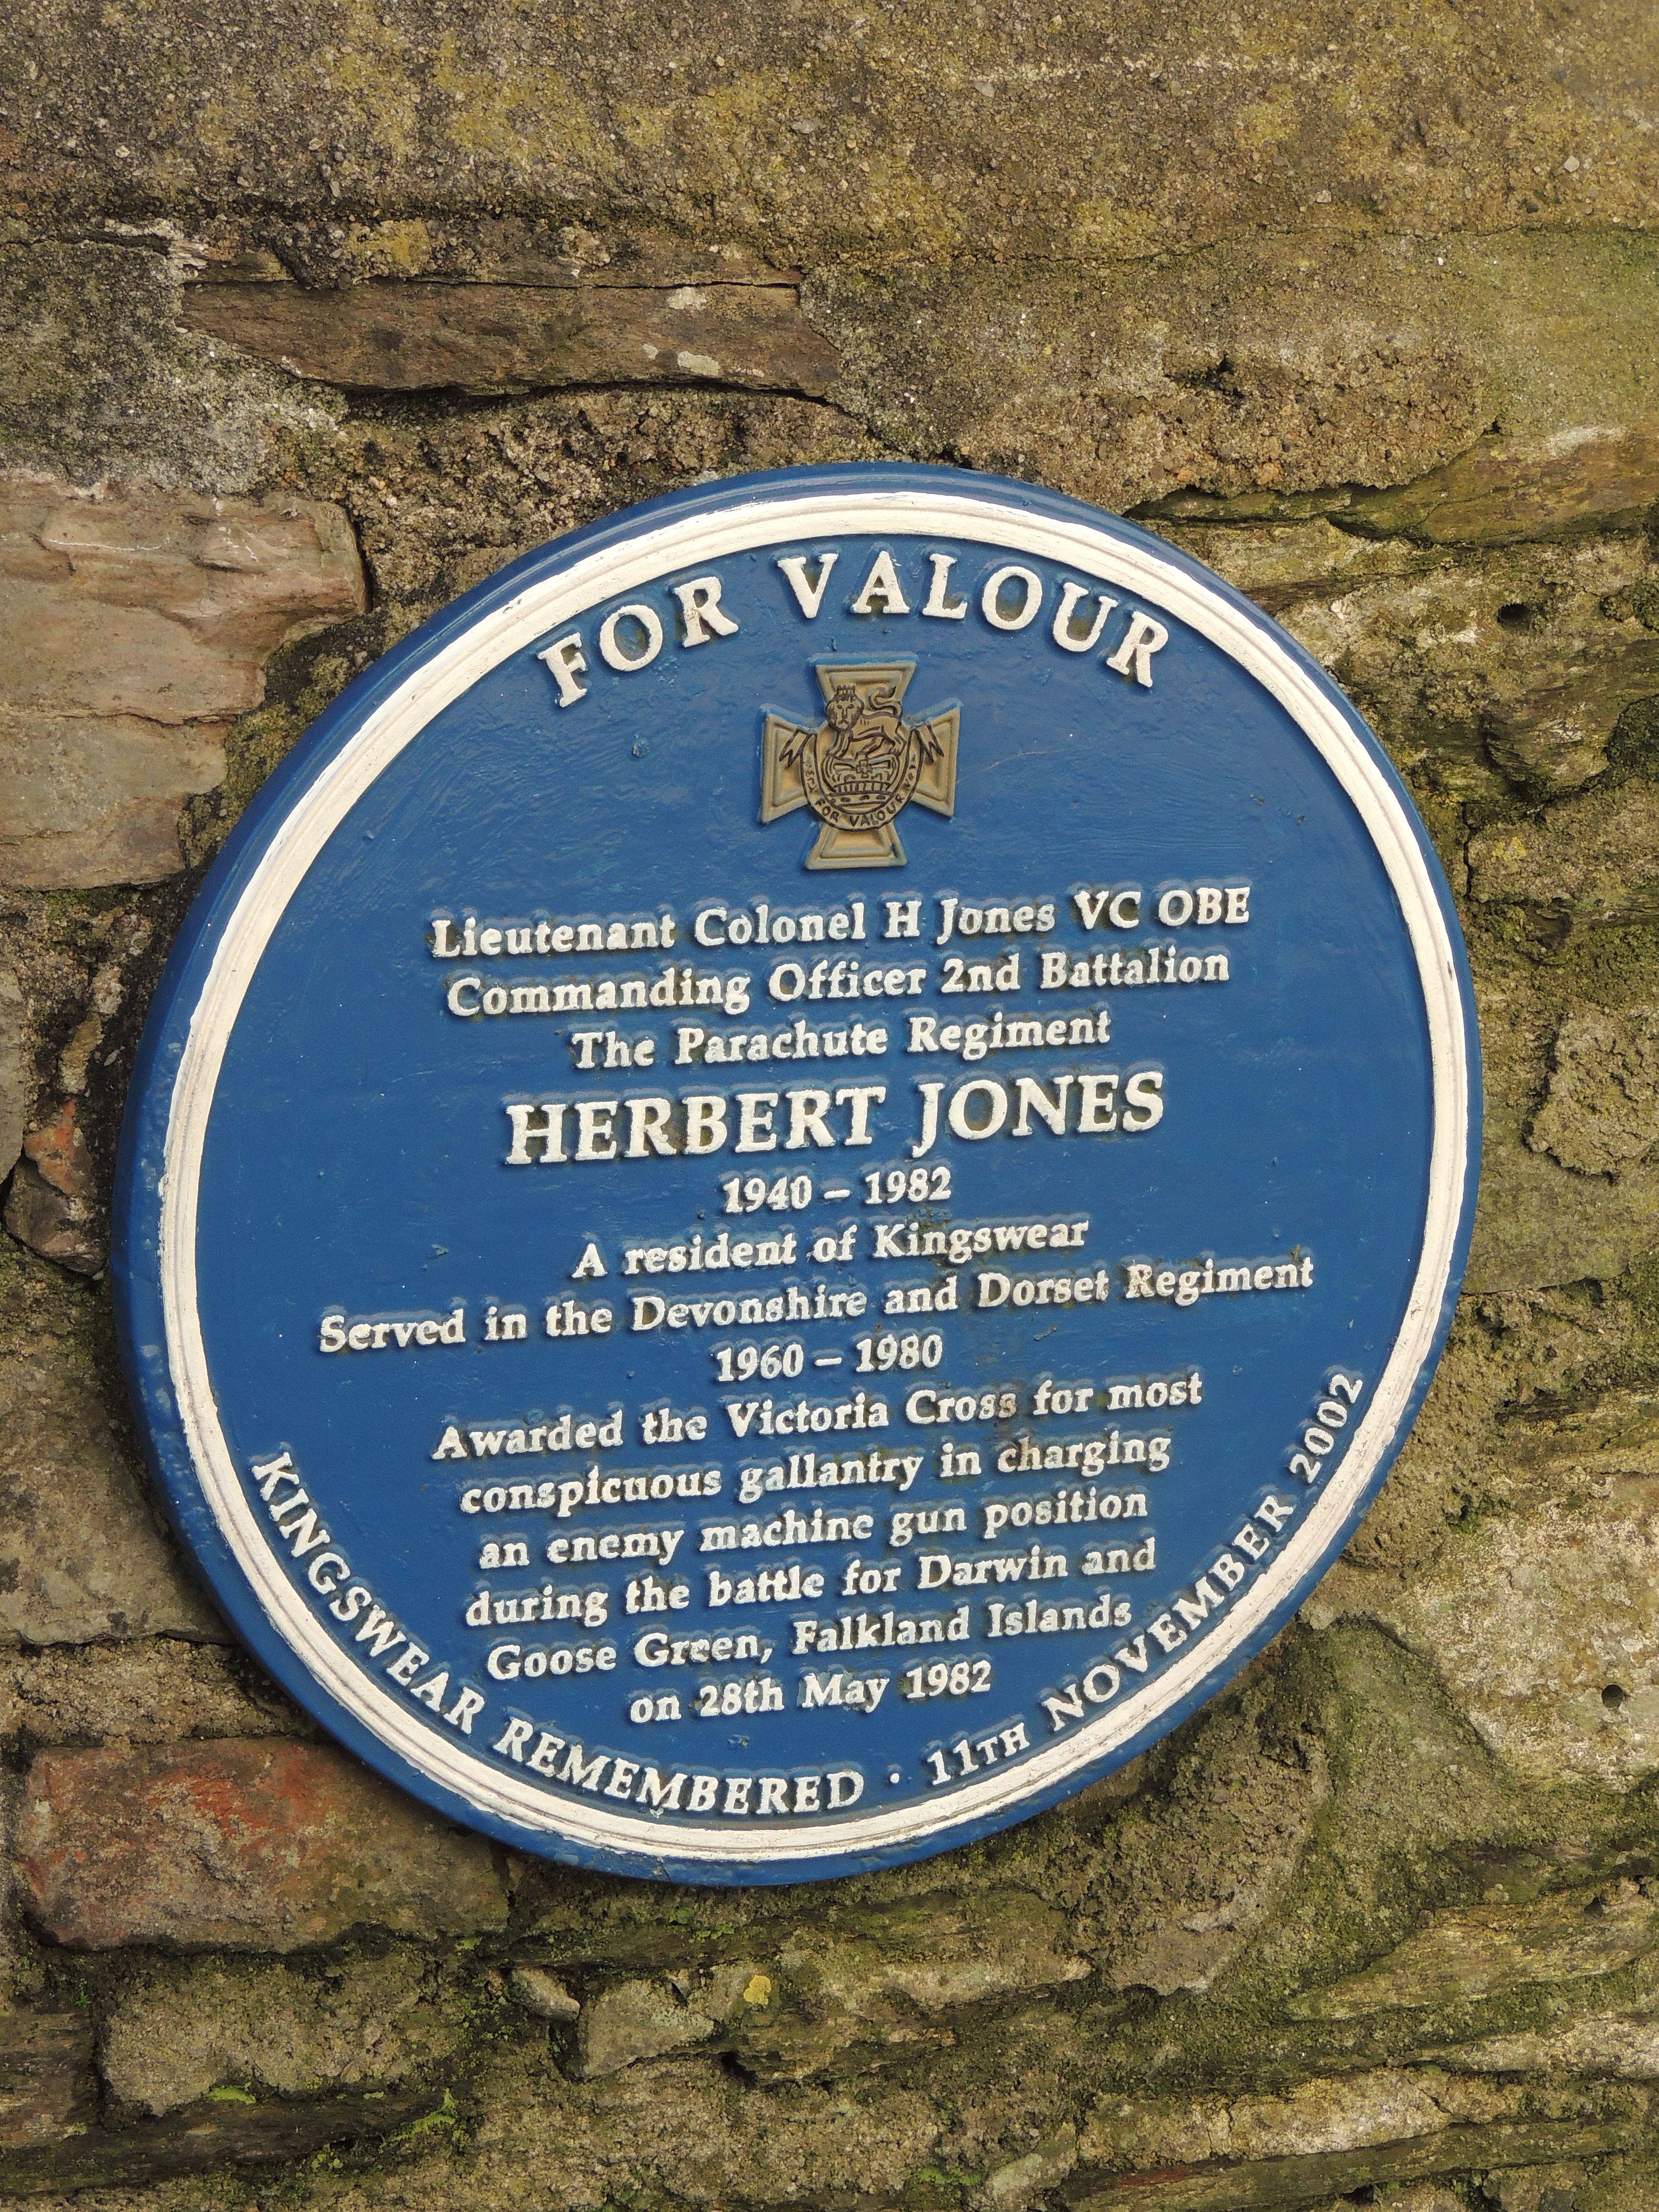 FOR VALOUR
FOR VALOUR
Lieutenant Colonel H Jones VC OBE
Commanding Officer 2nd Battalion
The Parachute Regiment
HERBERT JONES
1940 – 1982
A resident of Kingswear
Served in the Devonshire and Dorset Regiment
1960 – 1980
Awarded the Victoria Cross for most
conspicuous gallantry in charging
an enemy machine gun position
during the battle for Darwin and
Goose Green, Falkland Islands
on 28th May 1982
KINGSWEAR REMEMBERED · 11TH NOVEMBER 2002